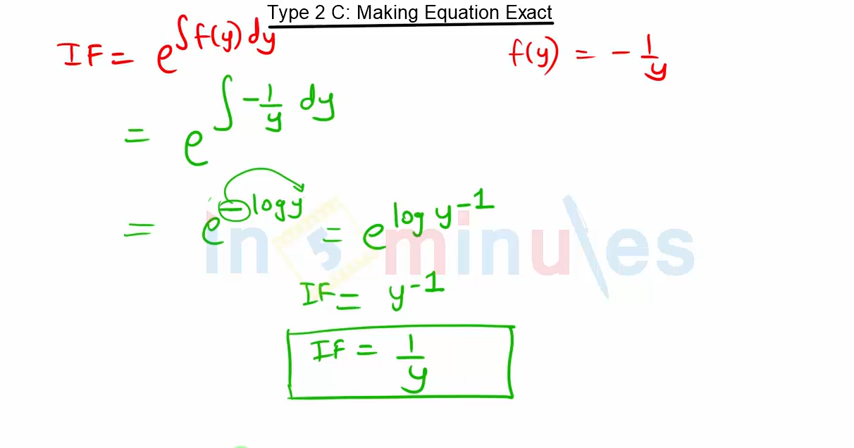 Type 2 C: Making Equation Exact
IF = e^∫f(y) dy
f(y) = - 1/y
= e^∫ -1/y dy
= e^-log y = e^log y^-1
in 5 minutes
IF = y^-1
IF = 1/y